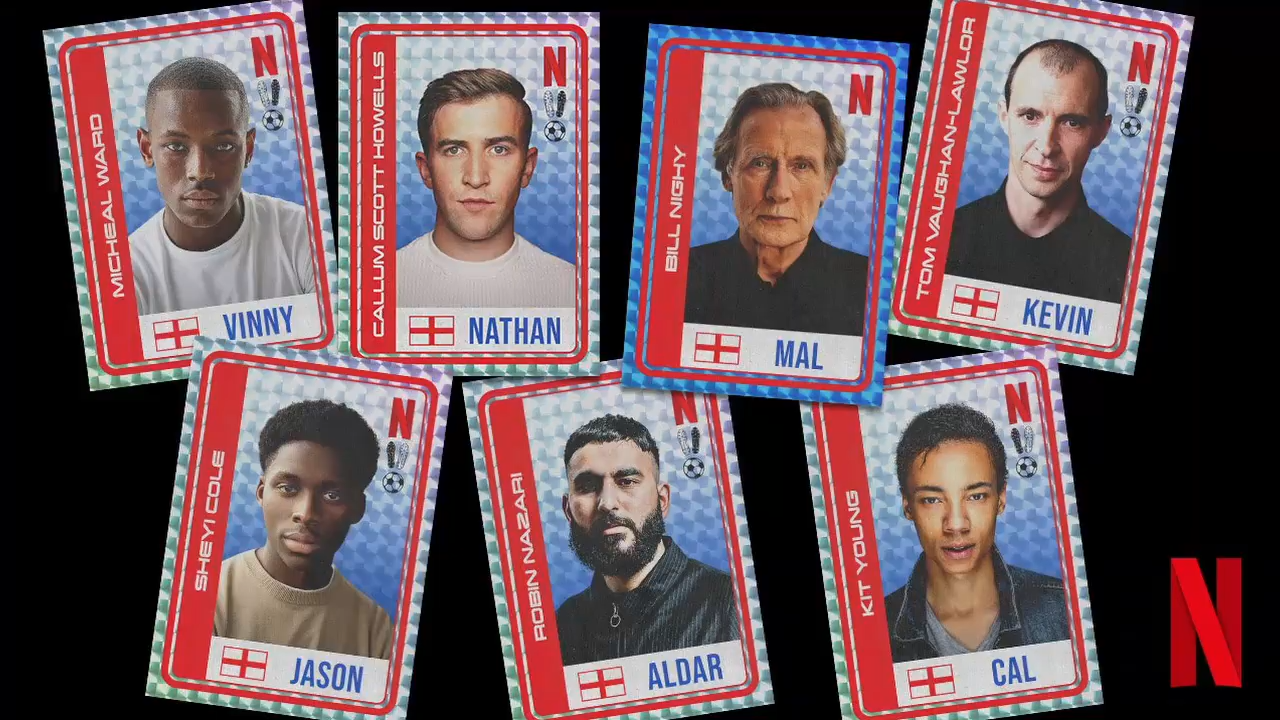 MICHEAL WARD
N
VINNY
CALLUM SCOTT HOWELLS
N
NATHAN
BILL NIGHY
N
MAL
TOM VAUGHAN-LAWLOR
N
KEVIN
SHEYI COLE
N
JASON
ROBIN NAZARI
N
ALDAR
KIT YOUNG
N
CAL
N